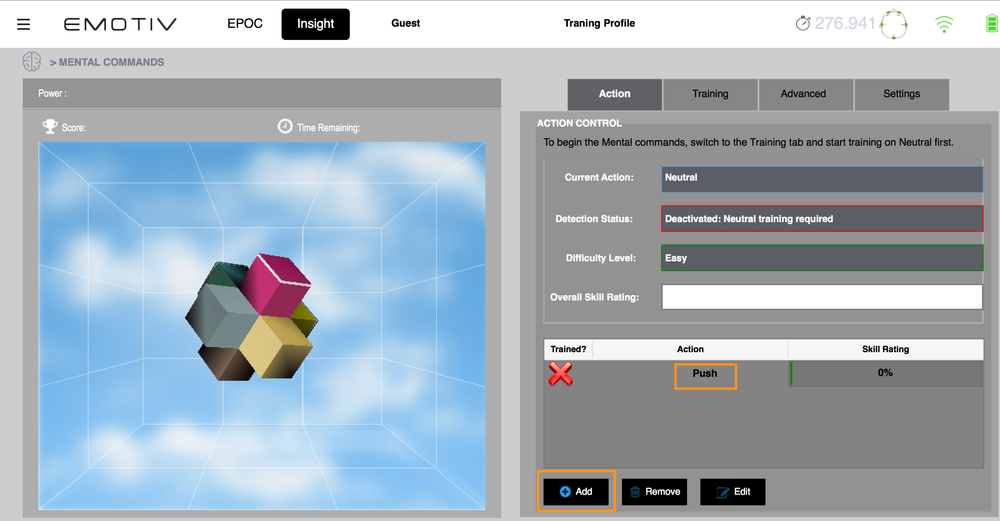 EMOTIV EPOC Insight Guest Traning Profile 276.941
> MENTAL COMMANDS
Power :
Score: Time Remaining:
Action Training Advanced Settings
ACTION CONTROL
To begin the Mental commands, switch to the Training tab and start training on Neutral first.
Current Action: Neutral
Detection Status: Deactivated: Neutral training required
Difficulty Level: Easy
Overall Skill Rating:
Trained? Action Skill Rating
Push 0%
Add Remove Edit